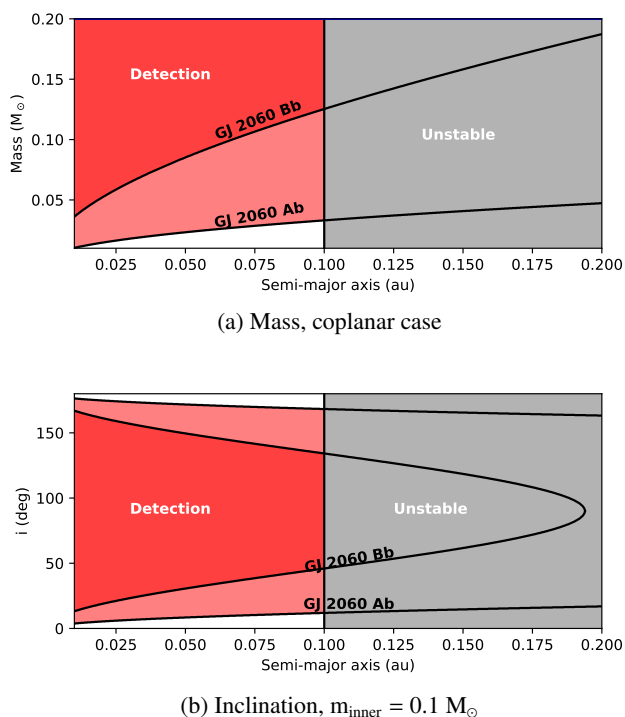 0.20
0.15
0.10
0.05
Mass (M⊙)
Detection
GJ 2060 Bb
Unstable
GJ 2060 Ab
0.025 0.050 0.075 0.100 0.125 0.150 0.175 0.200
Semi-major axis (au)
(a) Mass, coplanar case
150
100
50
0
i (deg)
Detection
Unstable
GJ 2060 Bb
GJ 2060 Ab
0.025 0.050 0.075 0.100 0.125 0.150 0.175 0.200
Semi-major axis (au)
(b) Inclination, m_inner = 0.1 M⊙